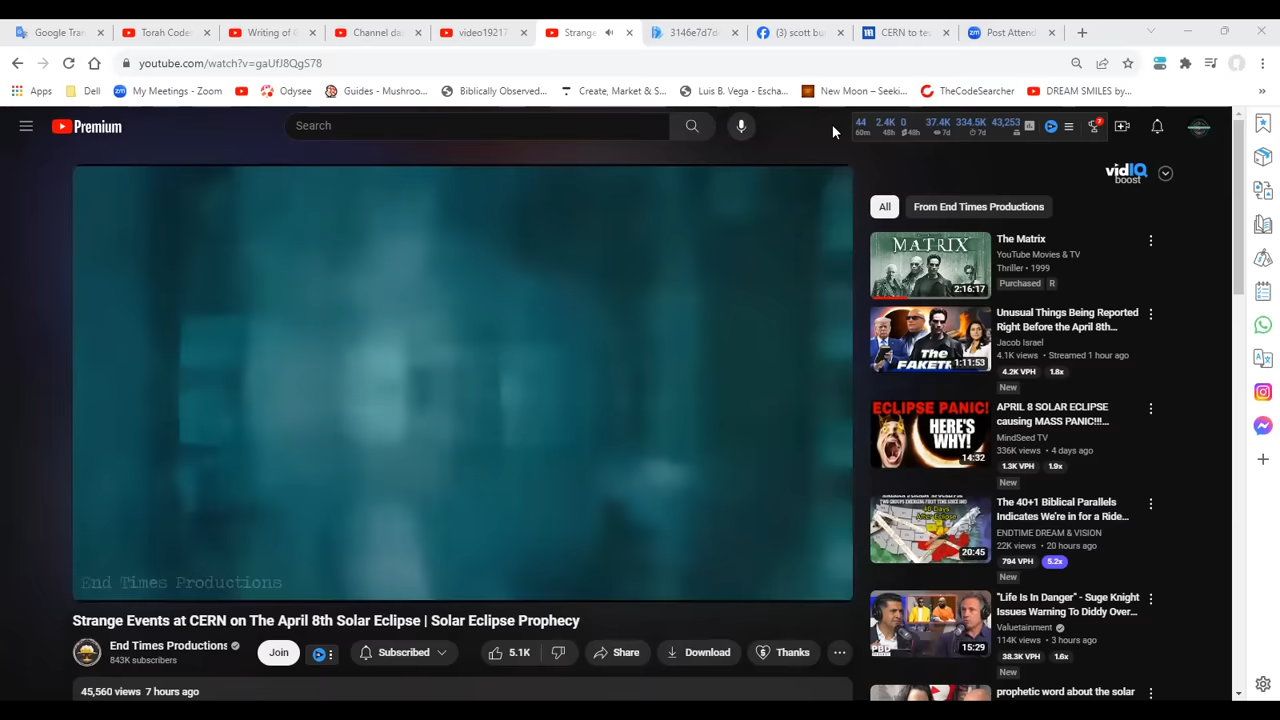 Google Tran
Torah Codes
Writing of G
Channel das
video19217
Strange
3146e7d7d
(3) scott bu
CERN to tes
Post Attend
youtube.com/watch?v=gaUfJ8QgS78
Apps
Dell
My Meetings - Zoom
Odysee
Guides - Mushroo...
Biblically Observed...
Create, Market & S...
Luis B. Vega - Escha...
New Moon – Seeki...
TheCodeSearcher
DREAM SMILES by...
Premium
Search
44 2.4K 0 37.4K 334.5K 43,253
60m 48h 48h 7d 7d
7
vidIQ
boost
All
From End Times Productions
MATRIX
2:16:17
The Matrix
YouTube Movies & TV
Thriller • 1999
Purchased R
The
1:11:53
Unusual Things Being Reported
Right Before the April 8th...
Jacob Israel
4.1K views • Streamed 1 hour ago
4.2K VPH 1.8x
New
ECLIPSE PANIC!
HERE'S
WHY!
14:32
APRIL 8 SOLAR ECLIPSE
causing MASS PANIC!!!...
MindSeed TV
336K views • 4 days ago
1.3K VPH 1.9x
New
20:45
The 40+1 Biblical Parallels
Indicates We're in for a Ride...
ENDTIME DREAM & VISION
22K views • 20 hours ago
794 VPH 5.2x
New
PBD
15:29
"Life Is In Danger" - Suge Knight
Issues Warning To Diddy Over...
Valuetainment
114K views • 3 hours ago
38.3K VPH 1.6x
New
prophetic word about the solar
End Times Productions
Strange Events at CERN on The April 8th Solar Eclipse | Solar Eclipse Prophecy
End Times Productions
843K subscribers
Join
Subscribed
5.1K
Share
Download
Thanks
45,560 views 7 hours ago